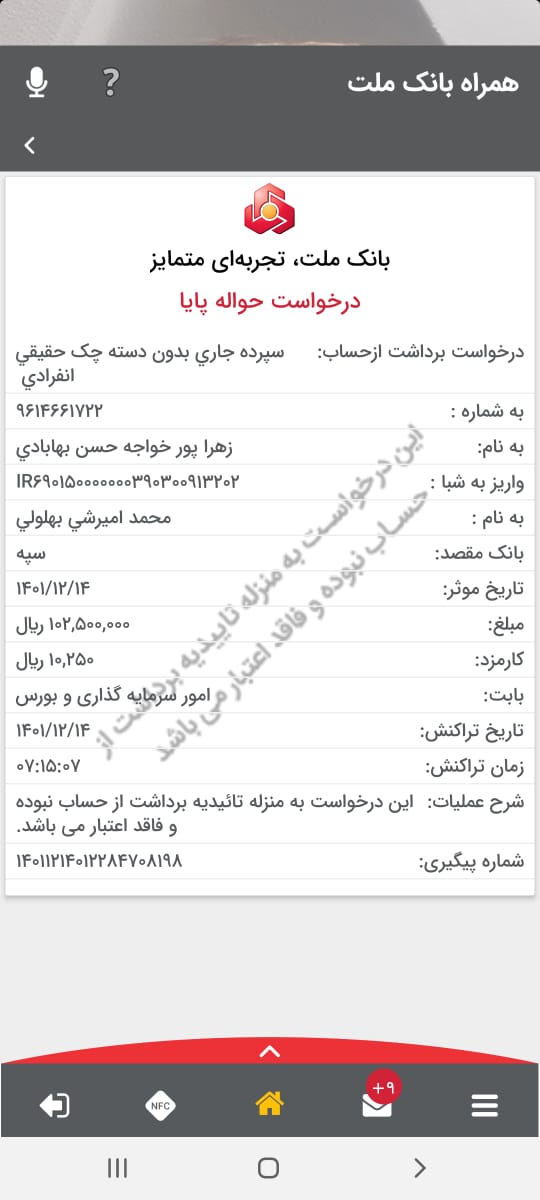 همراه بانک ملت
?
بانک ملت، تجربه‌ای متمایز
درخواست حواله پایا
درخواست برداشت ازحساب: سپرده جاري بدون دسته چک حقيقي
انفرادي
به شماره : ۹۶۱۴۶۶۱۷۲۲
به نام: زهرا پور خواجه حسن بهابادي
واریز به شبا : IR۶۹۰۱۵۰۰۰۰۰۰۰۳۹۰۳۰۰۹۱۳۲۰۲
به نام : محمد اميرشي بهلولي
بانک مقصد: سپه
تاریخ موثر: ۱۴۰۱/۱۲/۱۴
مبلغ: ۱۰۲,۵۰۰,۰۰۰ ریال
کارمزد: ۱۰,۲۵۰ ریال
بابت: امور سرمایه گذاری و بورس
تاریخ تراکنش: ۱۴۰۱/۱۲/۱۴
زمان تراکنش: ۰۷:۱۵:۰۷
شرح عملیات: این درخواست به منزله تائیدیه برداشت از حساب نبوده
و فاقد اعتبار می باشد.
شماره پیگیری: ۱۴۰۱۱۲۱۴۰۱۲۲۸۴۷۰۸۱۹۸
این درخواست به منزله تاییدیه برداشت از
حساب نبوده و فاقد اعتبار می باشد
NFC
+۹